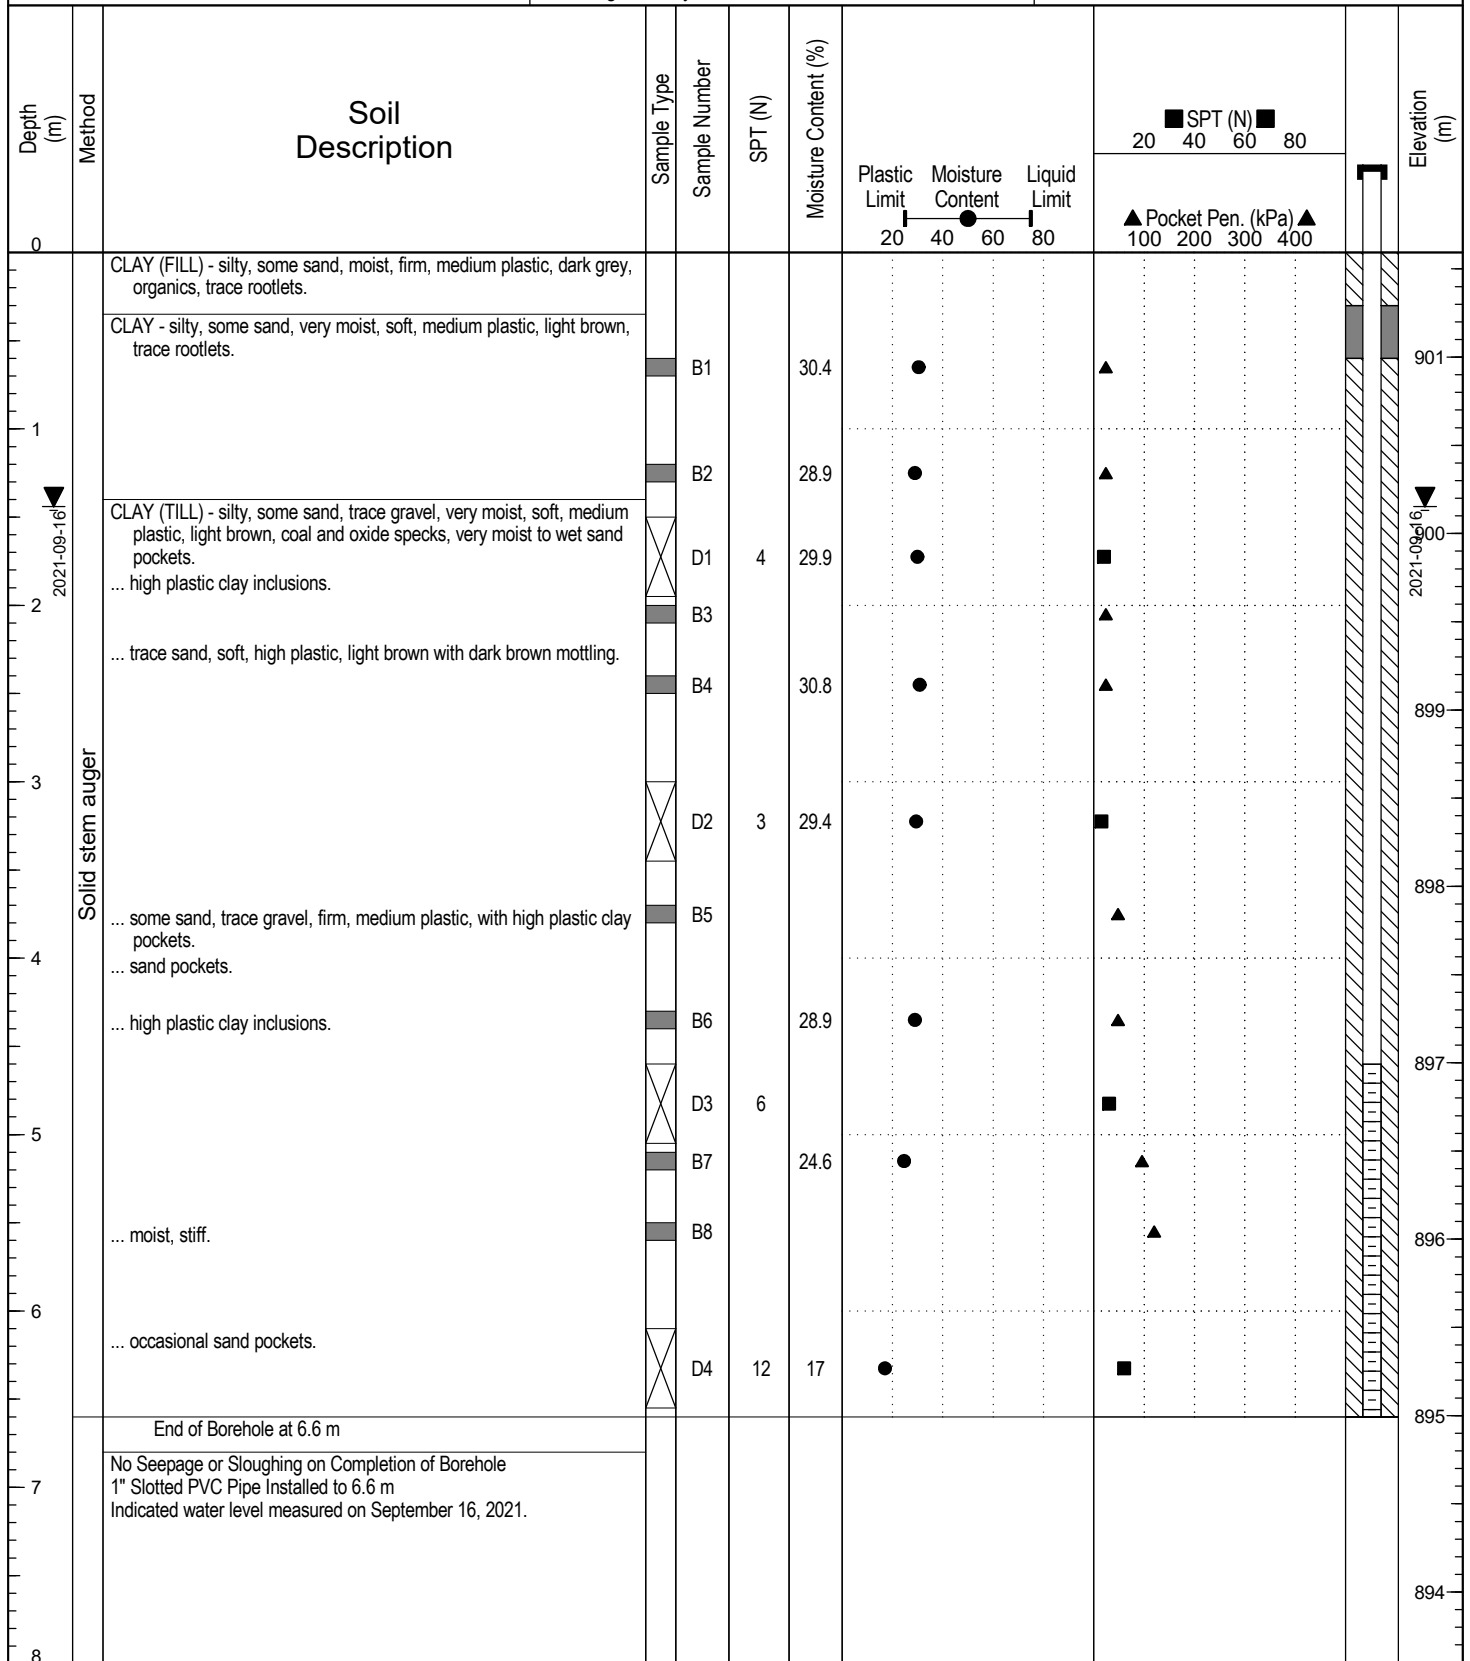 Depth
(m)
Method
Soil
Description
Sample Type
Sample Number
SPT (N)
Moisture Content (%)
Plastic Moisture Liquid
Limit Content Limit
20 40 60 80
SPT (N)
20 40 60 80
Pocket Pen. (kPa)
100 200 300 400
Elevation
(m)
0
CLAY (FILL) - silty, some sand, moist, firm, medium plastic, dark grey,
organics, trace rootlets.
CLAY - silty, some sand, very moist, soft, medium plastic, light brown,
trace rootlets.
B1 30.4
901
1
B2 28.9
2021-09-16
CLAY (TILL) - silty, some sand, trace gravel, very moist, soft, medium
plastic, light brown, coal and oxide specks, very moist to wet sand
pockets.
D1 4 29.9
2021-09-16
900
... high plastic clay inclusions.
2
B3
... trace sand, soft, high plastic, light brown with dark brown mottling.
B4 30.8
899
Solid stem auger
3
D2 3 29.4
898
... some sand, trace gravel, firm, medium plastic, with high plastic clay
pockets.
B5
4
... sand pockets.
... high plastic clay inclusions.
B6 28.9
897
D3 6
5
B7 24.6
... moist, stiff.
B8
896
6
... occasional sand pockets.
D4 12 17
895
End of Borehole at 6.6 m
No Seepage or Sloughing on Completion of Borehole
1" Slotted PVC Pipe Installed to 6.6 m
Indicated water level measured on September 16, 2021.
7
894
8